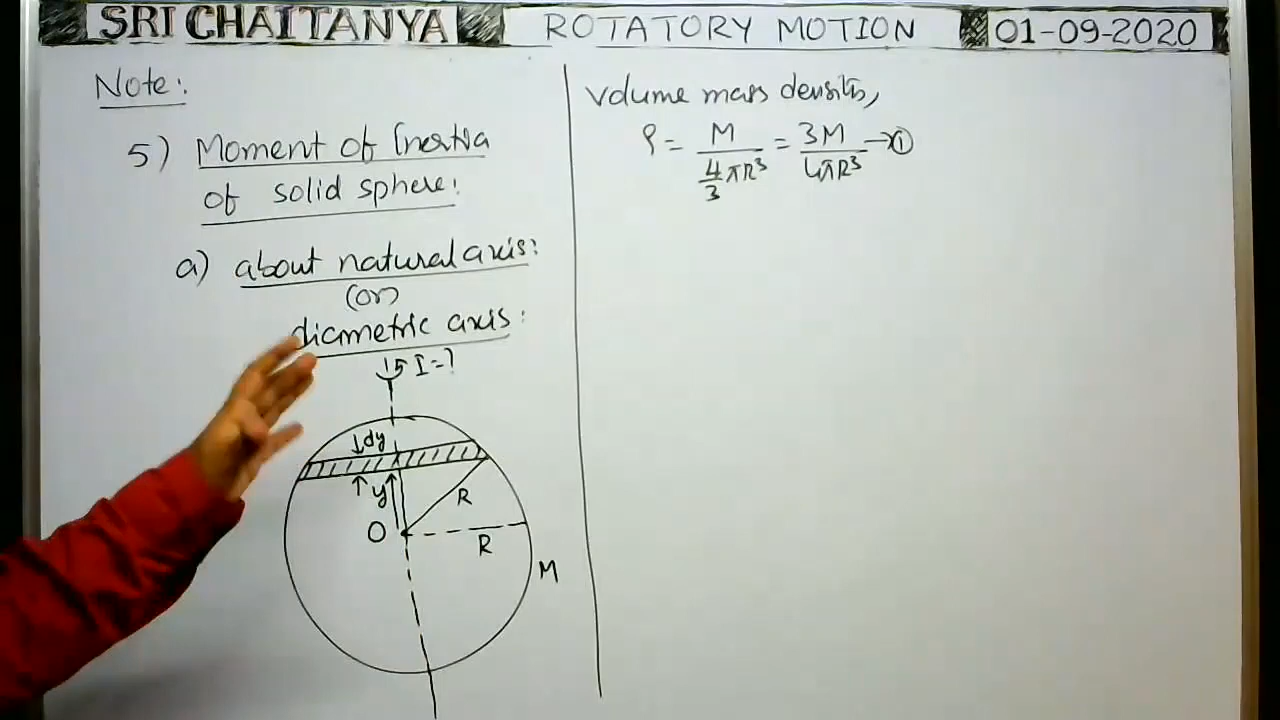 SRI CHAITANYA
ROTATORY MOTION
01-09-2020
Note:
5) Moment of Inertia
of solid sphere:
a) about natural axis:
(or)
diametric axis:
I=?
dy
y
R
O
R
M
volume mass density,
ρ = M / (4/3 πR³) = 3M / 4πR³ → ①